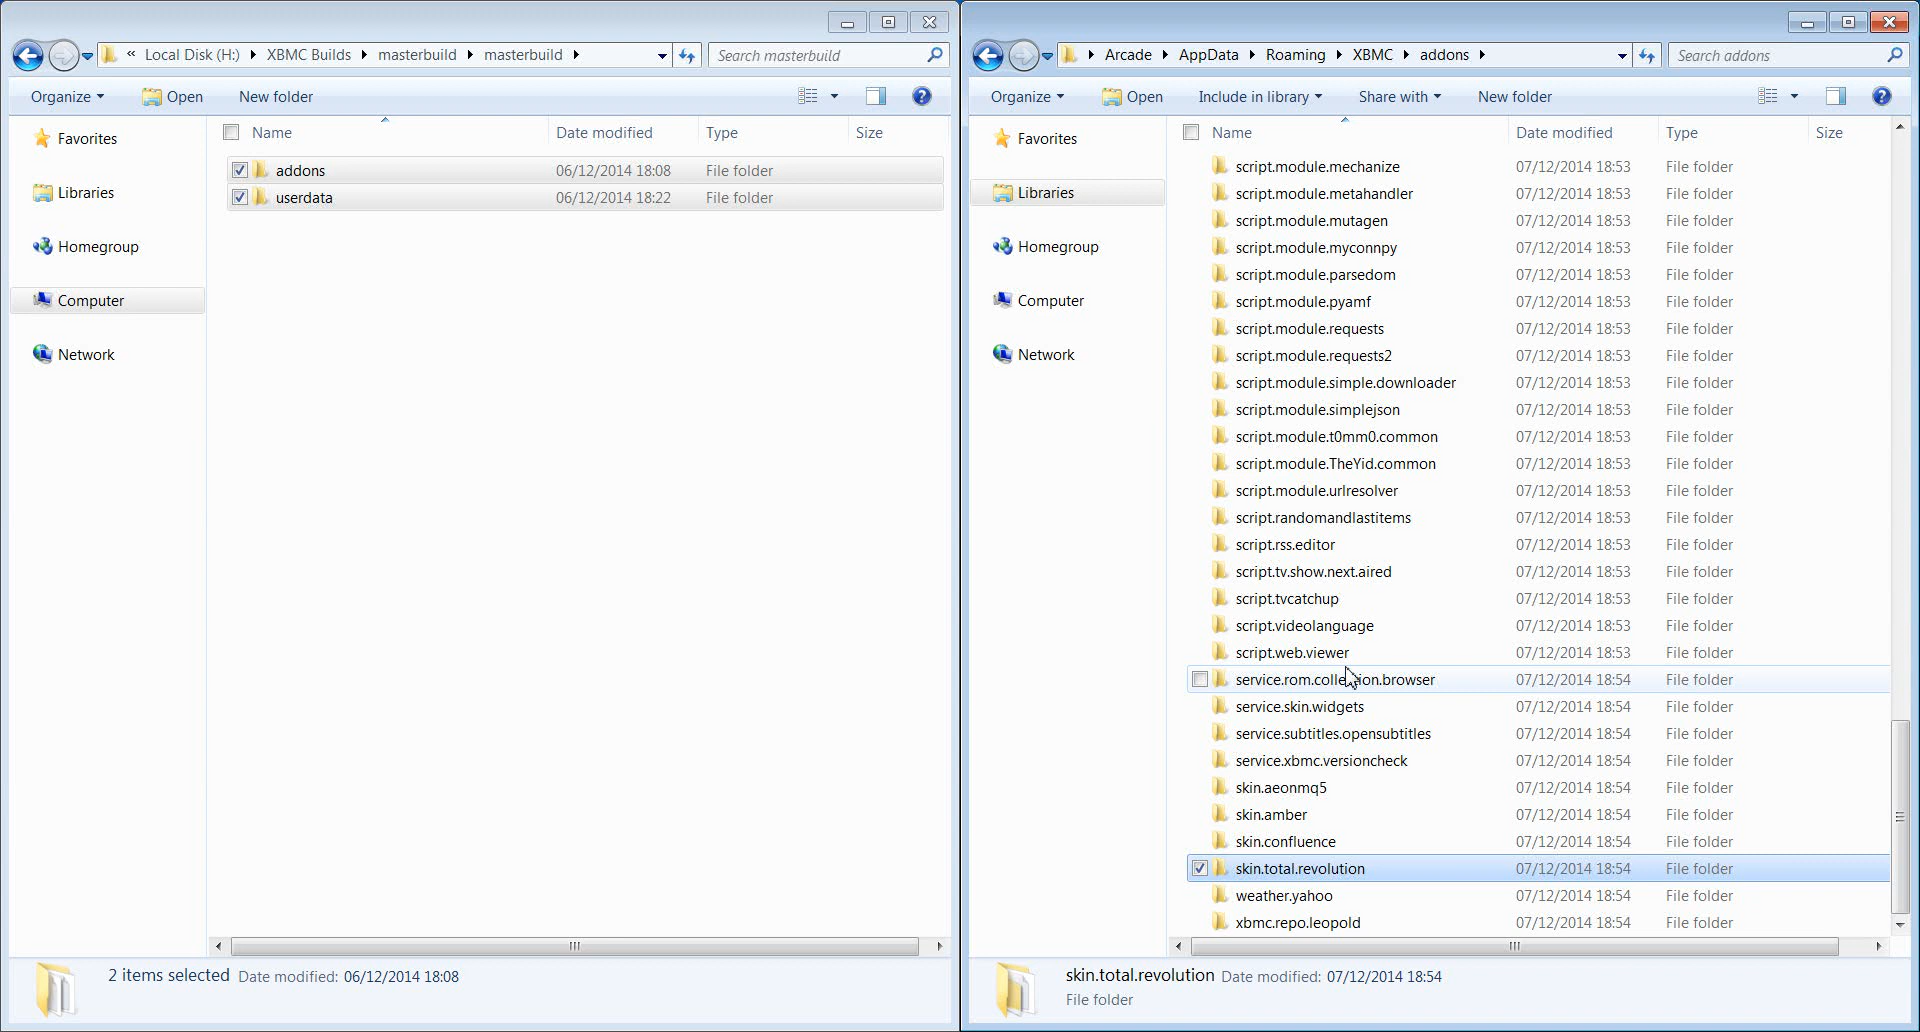 « Local Disk (H:) XBMC Builds masterbuild masterbuild
Search masterbuild
Organize Open New folder
Favorites
Libraries
Homegroup
Computer
Network
Name Date modified Type Size
addons 06/12/2014 18:08 File folder
userdata 06/12/2014 18:22 File folder
2 items selected Date modified: 06/12/2014 18:08
Arcade AppData Roaming XBMC addons
Search addons
Organize Open Include in library Share with New folder
Favorites
Libraries
Homegroup
Computer
Network
Name Date modified Type Size
script.module.mechanize 07/12/2014 18:53 File folder
script.module.metahandler 07/12/2014 18:53 File folder
script.module.mutagen 07/12/2014 18:53 File folder
script.module.myconnpy 07/12/2014 18:53 File folder
script.module.parsedom 07/12/2014 18:53 File folder
script.module.pyamf 07/12/2014 18:53 File folder
script.module.requests 07/12/2014 18:53 File folder
script.module.requests2 07/12/2014 18:53 File folder
script.module.simple.downloader 07/12/2014 18:53 File folder
script.module.simplejson 07/12/2014 18:53 File folder
script.module.t0mm0.common 07/12/2014 18:53 File folder
script.module.TheYid.common 07/12/2014 18:53 File folder
script.module.urlresolver 07/12/2014 18:53 File folder
script.randomandlastitems 07/12/2014 18:53 File folder
script.rss.editor 07/12/2014 18:53 File folder
script.tv.show.next.aired 07/12/2014 18:53 File folder
script.tvcatchup 07/12/2014 18:53 File folder
script.videolanguage 07/12/2014 18:53 File folder
script.web.viewer 07/12/2014 18:53 File folder
service.rom.collection.browser 07/12/2014 18:54 File folder
service.skin.widgets 07/12/2014 18:54 File folder
service.subtitles.opensubtitles 07/12/2014 18:54 File folder
service.xbmc.versioncheck 07/12/2014 18:54 File folder
skin.aeonmq5 07/12/2014 18:54 File folder
skin.amber 07/12/2014 18:54 File folder
skin.confluence 07/12/2014 18:54 File folder
skin.total.revolution 07/12/2014 18:54 File folder
weather.yahoo 07/12/2014 18:54 File folder
xbmc.repo.leopold 07/12/2014 18:54 File folder
skin.total.revolution Date modified: 07/12/2014 18:54
File folder